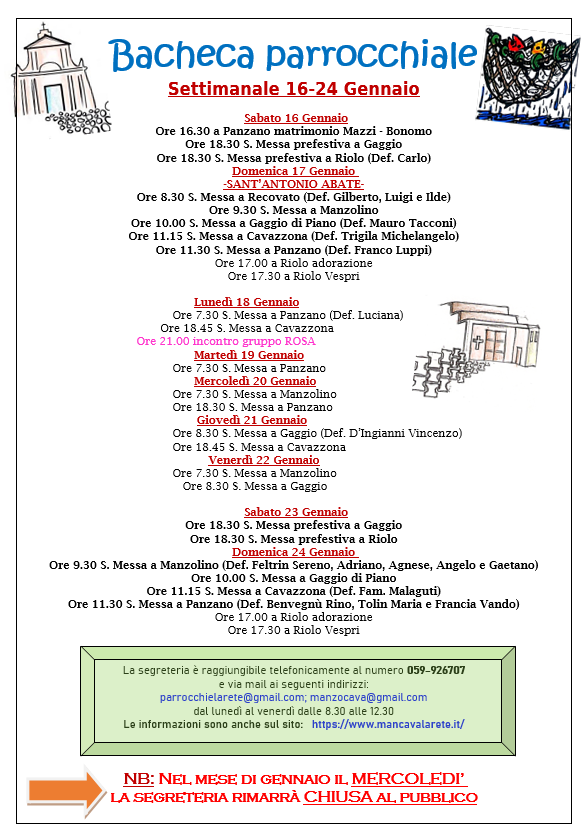 Bacheca parrocchiale
Settimanale 16-24 Gennaio
Sabato 16 Gennaio
Ore 16.30 a Panzano matrimonio Mazzi - Bonomo
Ore 18.30 S. Messa prefestiva a Gaggio
Ore 18.30 S. Messa prefestiva a Riolo (Def. Carlo)
Domenica 17 Gennaio
-SANT'ANTONIO ABATE-
Ore 8.30 S. Messa a Recovato (Def. Gilberto, Luigi e Ilde)
Ore 9.30 S. Messa a Manzolino
Ore 10.00 S. Messa a Gaggio di Piano (Def. Mauro Tacconi)
Ore 11.15 S. Messa a Cavazzona (Def. Trigila Michelangelo)
Ore 11.30 S. Messa a Panzano (Def. Franco Luppi)
Ore 17.00 a Riolo adorazione
Ore 17.30 a Riolo Vespri
Lunedì 18 Gennaio
Ore 7.30 S. Messa a Panzano (Def. Luciana)
Ore 18.45 S. Messa a Cavazzona
Ore 21.00 incontro gruppo ROSA
Martedì 19 Gennaio
Ore 7.30 S. Messa a Panzano
Mercoledì 20 Gennaio
Ore 7.30 S. Messa a Manzolino
Ore 18.30 S. Messa a Panzano
Giovedì 21 Gennaio
Ore 8.30 S. Messa a Gaggio (Def. D'Ingianni Vincenzo)
Ore 18.45 S. Messa a Cavazzona
Venerdì 22 Gennaio
Ore 7.30 S. Messa a Manzolino
Ore 8.30 S. Messa a Gaggio
Sabato 23 Gennaio
Ore 18.30 S. Messa prefestiva a Gaggio
Ore 18.30 S. Messa prefestiva a Riolo
Domenica 24 Gennaio
Ore 9.30 S. Messa a Manzolino (Def. Feltrin Sereno, Adriano, Agnese, Angelo e Gaetano)
Ore 10.00 S. Messa a Gaggio di Piano
Ore 11.15 S. Messa a Cavazzona (Def. Fam. Malaguti)
Ore 11.30 S. Messa a Panzano (Def. Benvegnù Rino, Tolin Maria e Francia Vando)
Ore 17.00 a Riolo adorazione
Ore 17.30 a Riolo Vespri
La segreteria è raggiungibile telefonicamente al numero 059-926707
e via mail ai seguenti indirizzi:
parrocchielarete@gmail.com; manzocava@gmail.com
dal lunedì al venerdì dalle 8.30 alle 12.30
Le informazioni sono anche sul sito: https://www.mancavalarete.it/
NB: NEL MESE DI GENNAIO IL MERCOLEDI'
LA SEGRETERIA RIMARRÀ CHIUSA AL PUBBLICO